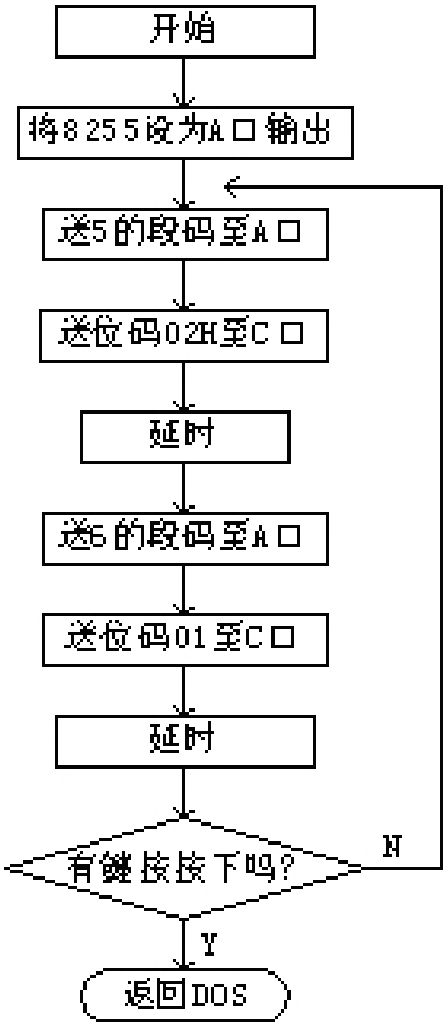 开始
将8255设为A口输出
送5的段码至A口
送位码02H至C口
延时
送6的段码至A口
送位码01至C口
延时
有键按按下吗?
N
Y
返回DOS